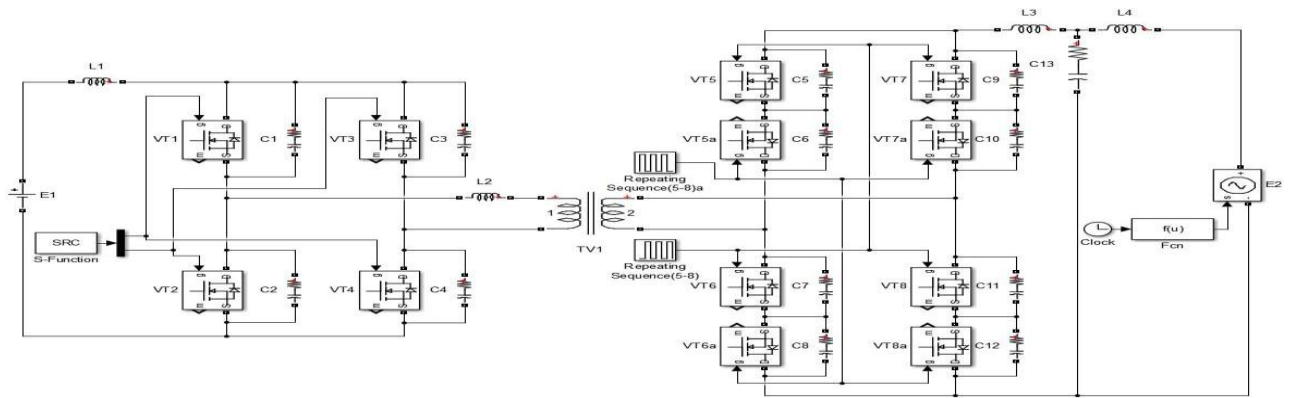 L1
VT1
C1
VT3
C3
E1
SRC
S-Function
VT2
C2
VT4
C4
L2
1
2
TV1
Repeating
Sequence(5-8)a
Repeating
Sequence(5-8)
VT5
C5
VT7
C9
VT5a
C6
VT7a
C10
VT6
C7
VT8
C11
VT6a
C8
VT8a
C12
L3
L4
C13
E2
Clock
f(u)
Fcn